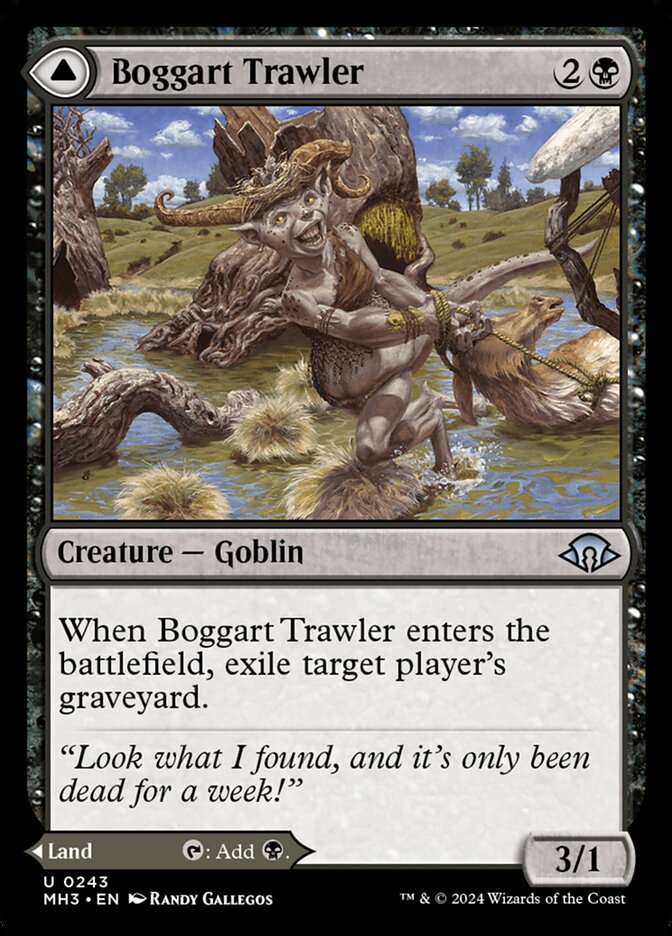 Boggart Trawler 2
Creature — Goblin
When Boggart Trawler enters the
battlefield, exile target player's
graveyard.
“Look what I found, and it's only been
dead for a week!”
Land : Add .
3/1
U 0243
MH3 • EN Randy Gallegos ™ & © 2024 Wizards of the Coast